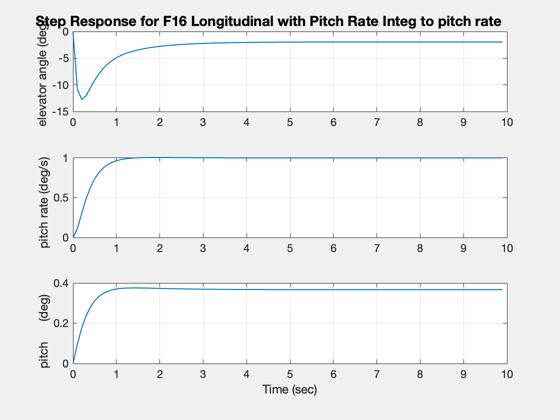 Step Response for F16 Longitudinal with Pitch Rate Integ to pitch rate
elevator angle (deg)
0
-5
-10
-15
0 1 2 3 4 5 6 7 8 9 10
pitch rate (deg/s)
1
0.5
0
0 1 2 3 4 5 6 7 8 9 10
pitch (deg)
0.4
0.2
0
0 1 2 3 4 5 6 7 8 9 10
Time (sec)